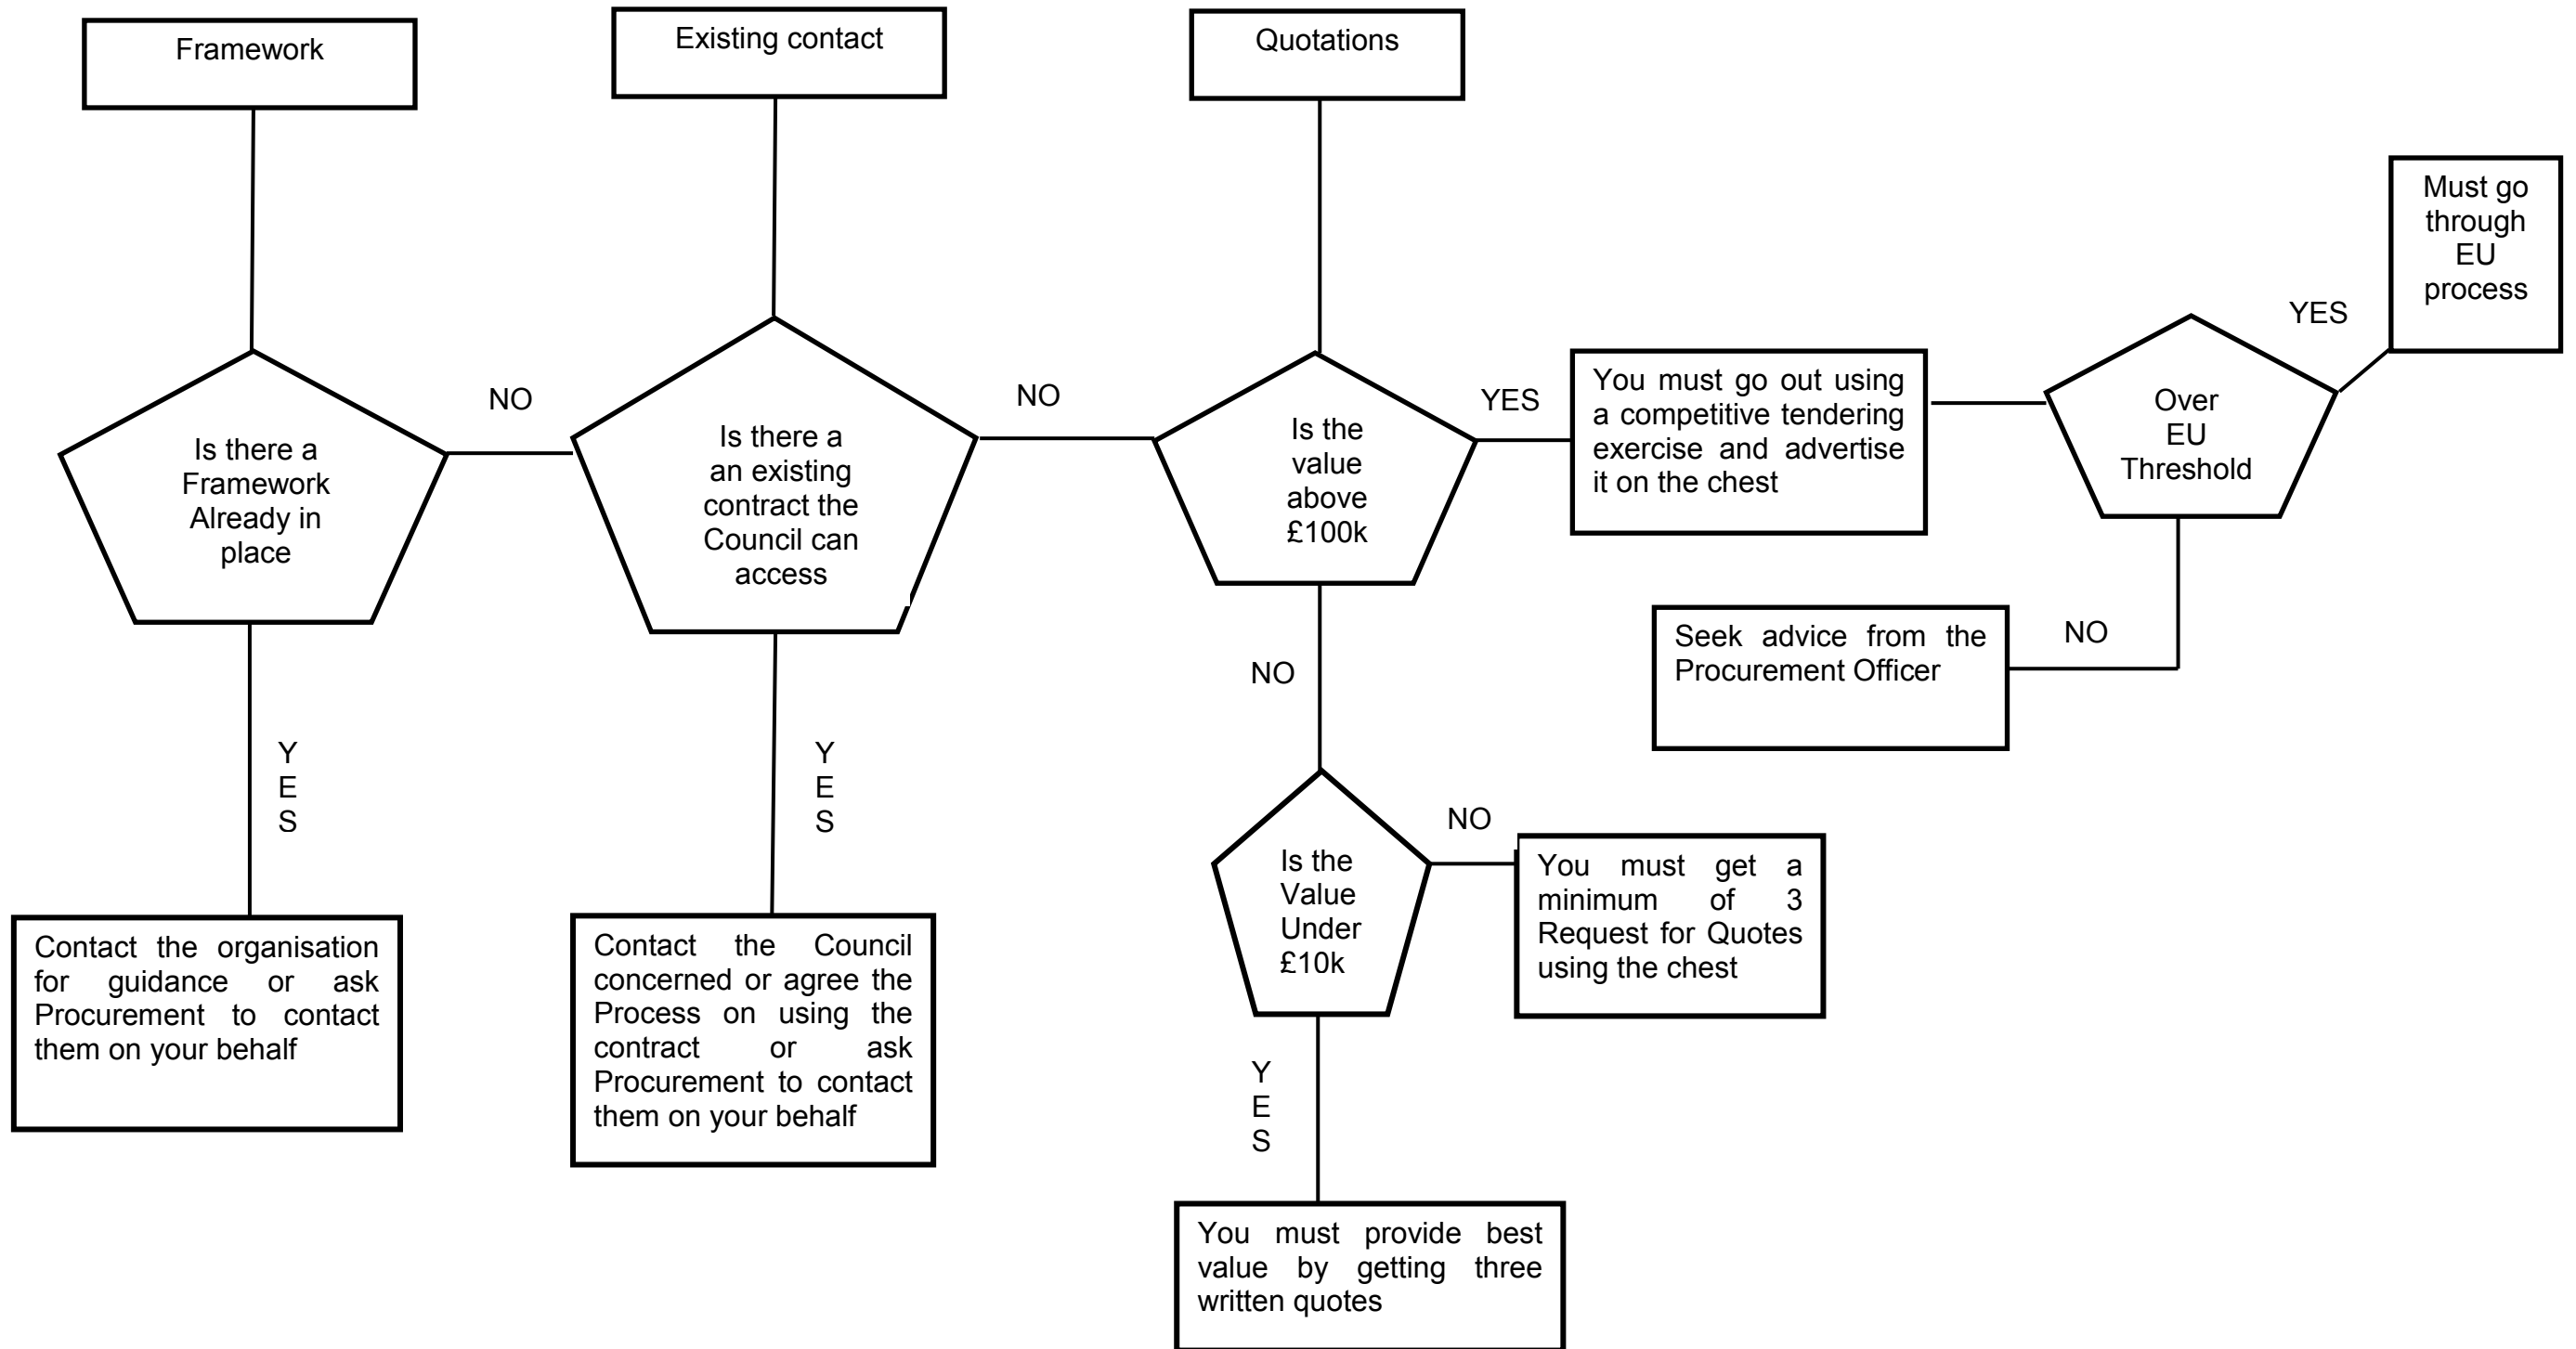 Framework
Existing contact
Quotations
Must go
through
EU
process
YES
Over
EU
Threshold
You must go out using
a competitive tendering
exercise and advertise
it on the chest
YES
NO
NO
Is there a
Framework
Already in
place
Is there a
an existing
contract the
Council can
access
Is the
value
above
£100k
Seek advice from the
Procurement Officer
NO
NO
Y
E
S
Y
E
S
NO
Is the
Value
Under
£10k
You must get a
minimum of 3
Request for Quotes
using the chest
Contact the organisation
for guidance or ask
Procurement to contact
them on your behalf
Contact the Council
concerned or agree the
Process on using the
contract or ask
Procurement to contact
them on your behalf
Y
E
S
You must provide best
value by getting three
written quotes